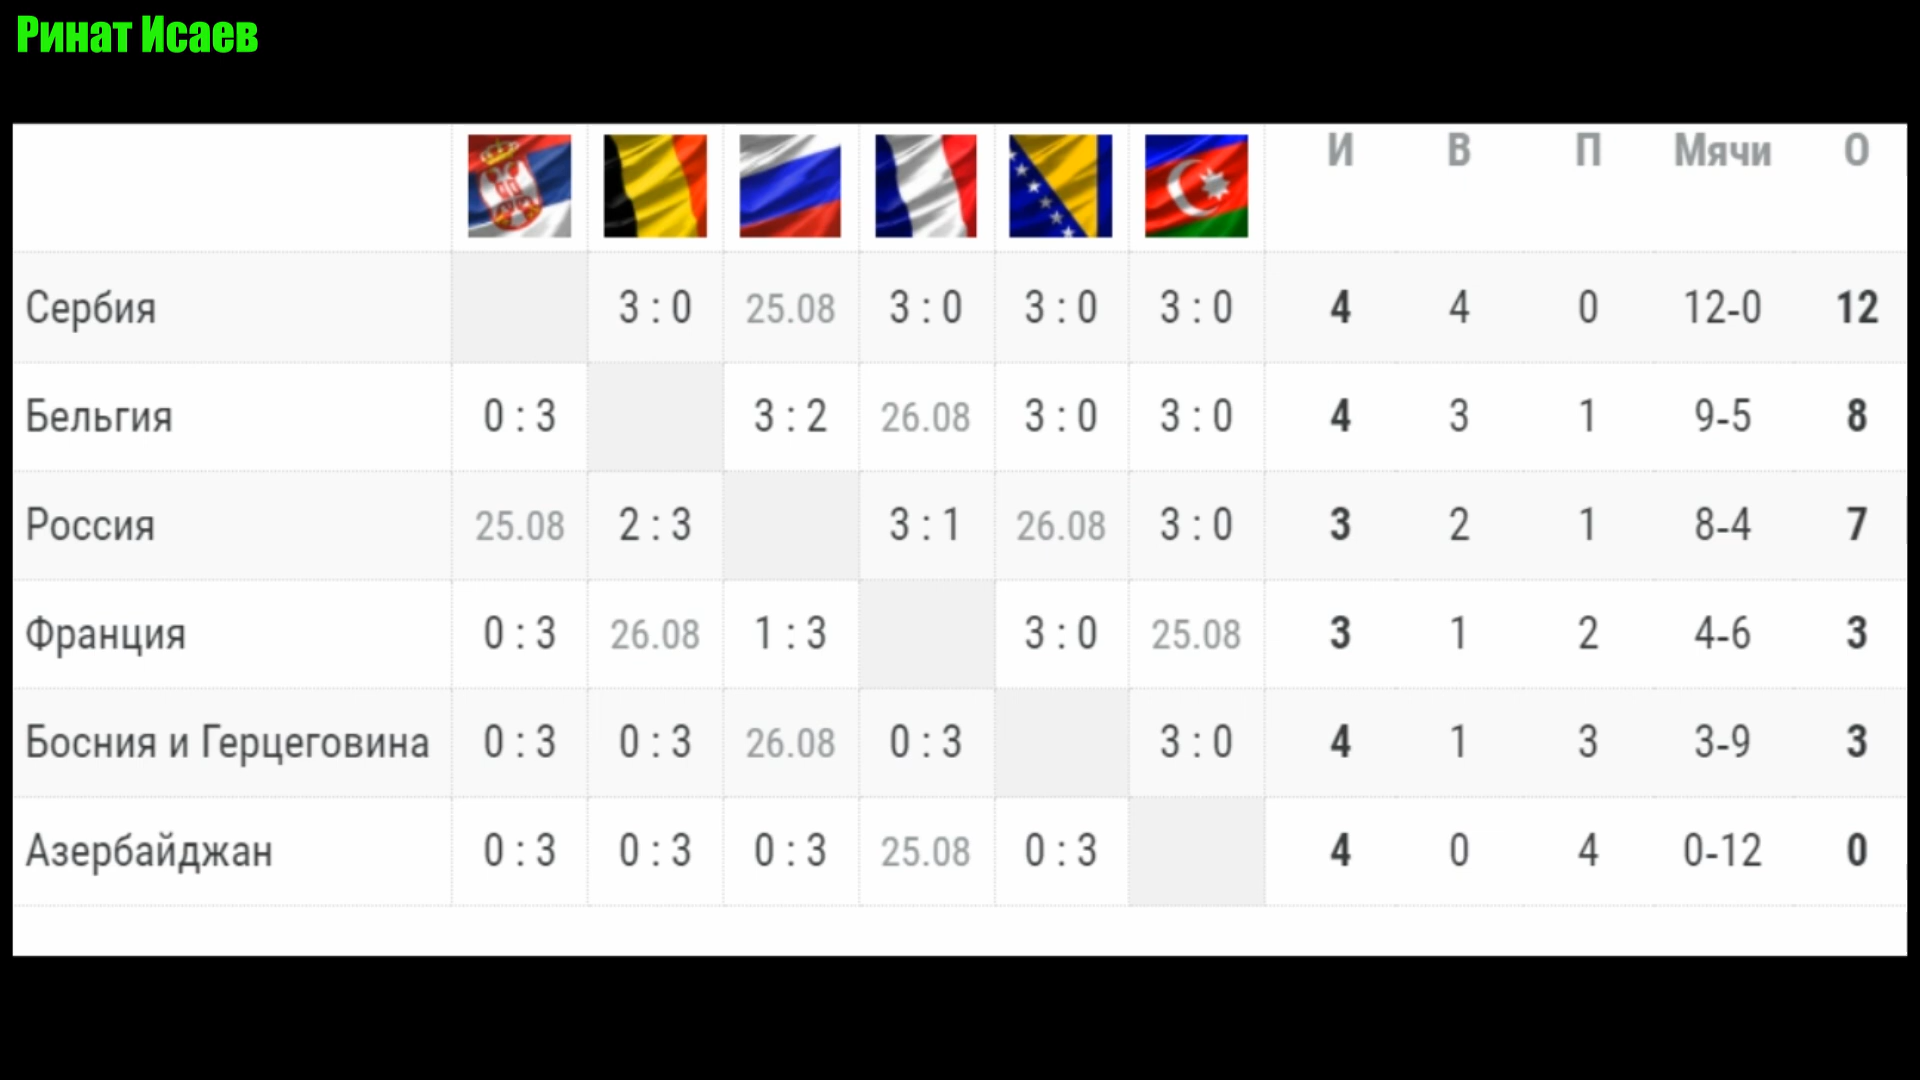 Ринат Исаев
И В П Мячи О
Сербия 3 : 0 25.08 3 : 0 3 : 0 3 : 0 4 4 0 12-0 12
Бельгия 0 : 3 3 : 2 26.08 3 : 0 3 : 0 4 3 1 9-5 8
Россия 25.08 2 : 3 3 : 1 26.08 3 : 0 3 2 1 8-4 7
Франция 0 : 3 26.08 1 : 3 3 : 0 25.08 3 1 2 4-6 3
Босния и Герцеговина 0 : 3 0 : 3 26.08 0 : 3 3 : 0 4 1 3 3-9 3
Азербайджан 0 : 3 0 : 3 0 : 3 25.08 0 : 3 4 0 4 0-12 0